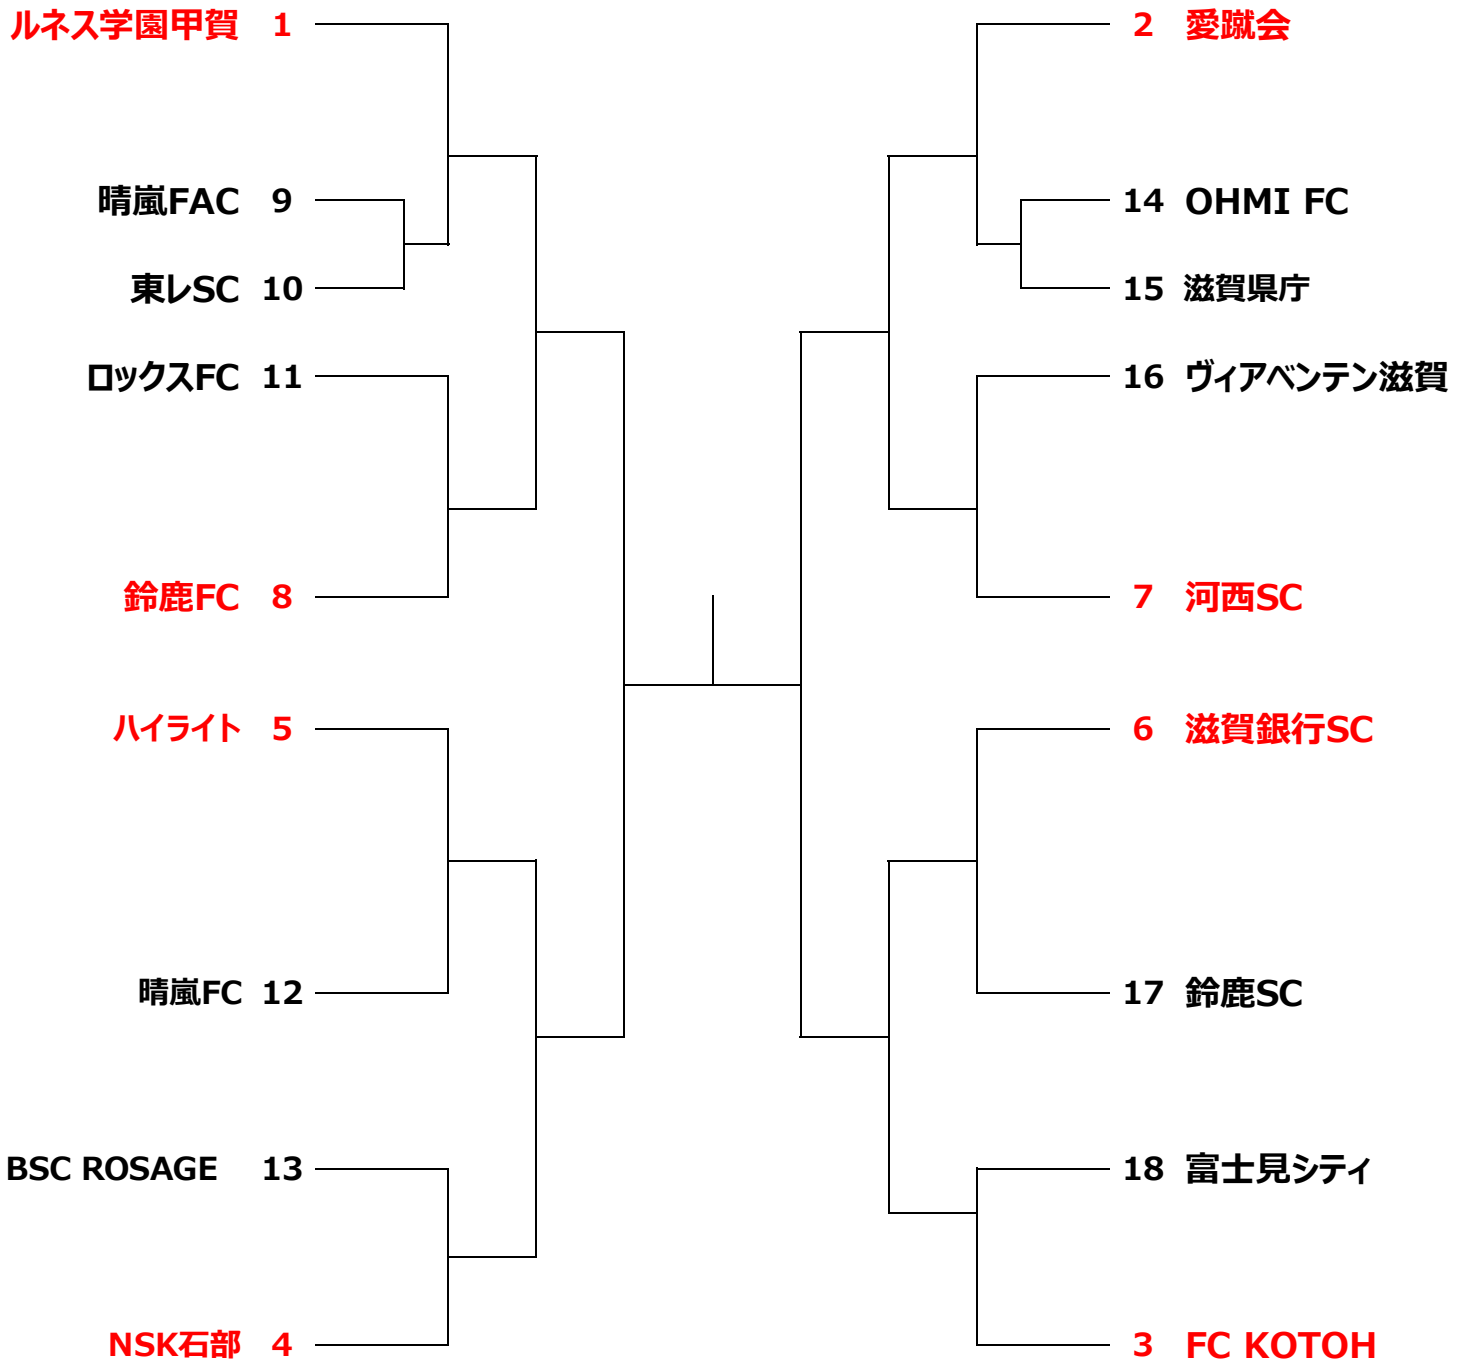 ルネス学園甲賀 1
晴嵐FAC 9
東レSC 10
ロックスFC 11
鈴鹿FC 8
ハイライト 5
晴嵐FC 12
BSC ROSAGE 13
NSK石部 4
2 愛蹴会
14 OHMI FC
15 滋賀県庁
16 ヴィアベンテン滋賀
7 河西SC
6 滋賀銀行SC
17 鈴鹿SC
18 富士見シティ
3 FC KOTOH